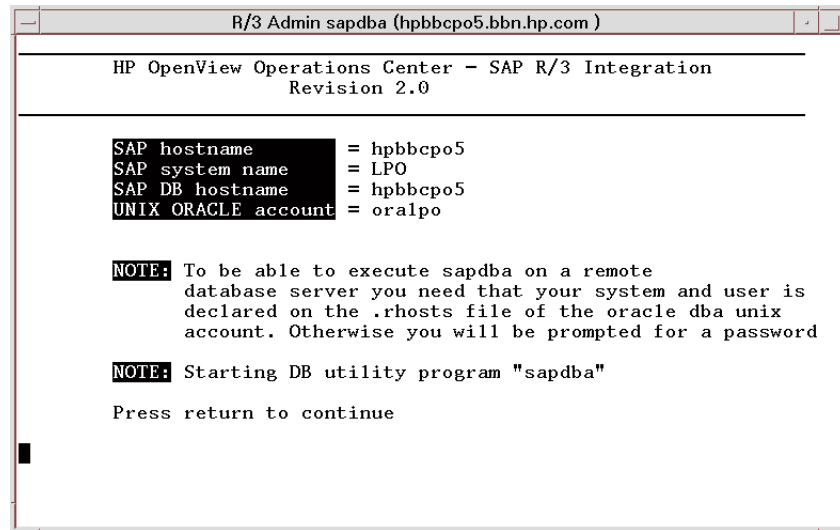 R/3 Admin sapdba (hpbbcpo5.bbn.hp.com )
HP OpenView Operations Center - SAP R/3 Integration
Revision 2.0
SAP hostname = hpbbcpo5
SAP system name = LPO
SAP DB hostname = hpbbcpo5
UNIX ORACLE account = oralpo
NOTE: To be able to execute sapdba on a remote
database server you need that your system and user is
declared on the .rhosts file of the oracle dba unix
account. Otherwise you will be prompted for a password
NOTE: Starting DB utility program "sapdba"
Press return to continue